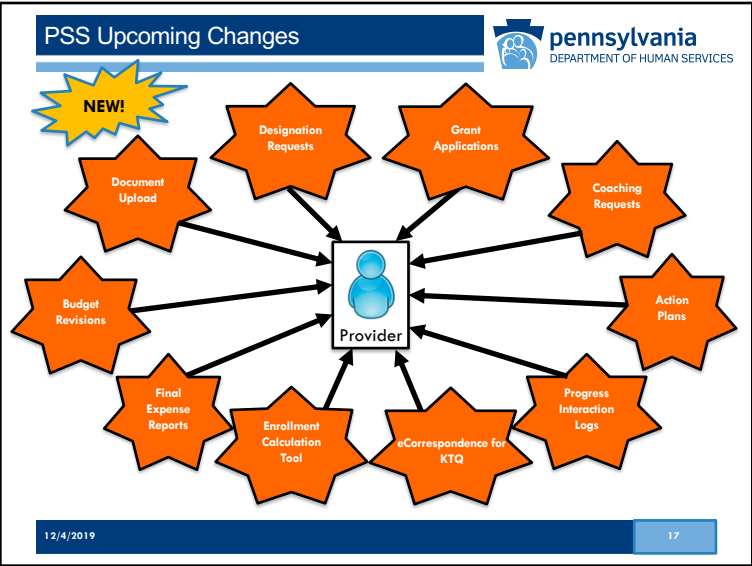 PSS Upcoming Changes
pennsylvania
DEPARTMENT OF HUMAN SERVICES
NEW!
Designation
Requests
Grant
Applications
Document
Upload
Coaching
Requests
Budget
Revisions
Action
Plans
Provider
Final
Expense
Reports
Progress
Interaction
Logs
Enrollment
Calculation
Tool
eCorrespondence for
KTQ
12/4/2019
17